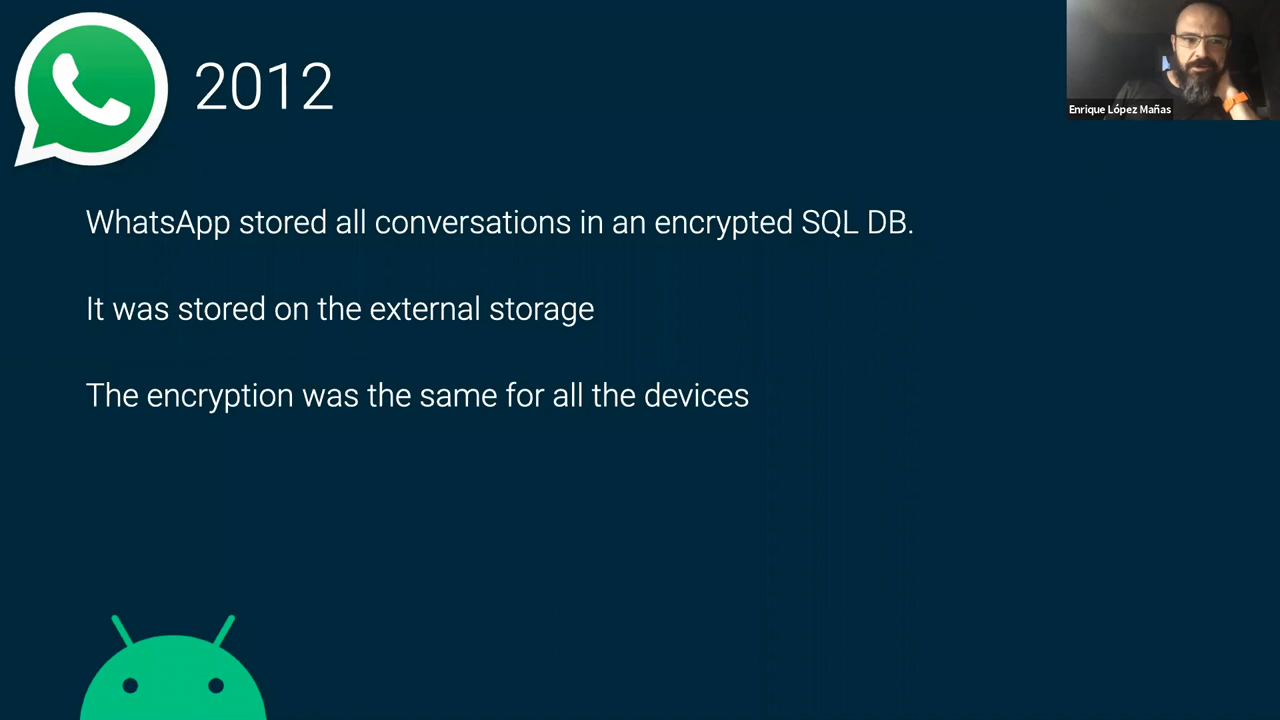 2012
Enrique López Mañas
WhatsApp stored all conversations in an encrypted SQL DB.
It was stored on the external storage
The encryption was the same for all the devices